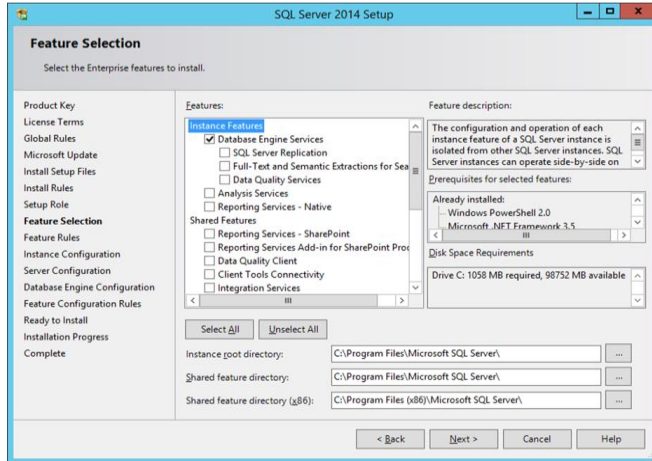 SQL Server 2014 Setup
Feature Selection
Select the Enterprise features to install.
Product Key
License Terms
Global Rules
Microsoft Update
Install Setup Files
Install Rules
Setup Role
Feature Selection
Feature Rules
Instance Configuration
Server Configuration
Database Engine Configuration
Feature Configuration Rules
Ready to Install
Installation Progress
Complete
Features:
Instance Features
Database Engine Services
SQL Server Replication
Full-Text and Semantic Extractions for Sea
Data Quality Services
Analysis Services
Reporting Services - Native
Shared Features
Reporting Services - SharePoint
Reporting Services Add-in for SharePoint Proc
Data Quality Client
Client Tools Connectivity
Integration Services
Select All
Unselect All
Feature description:
The configuration and operation of each
instance feature of a SQL Server instance is
isolated from other SQL Server instances. SQL
Server instances can operate side-by-side on
Prerequisites for selected features:
Already installed:
Windows PowerShell 2.0
Microsoft .NET Framework 3.5
Disk Space Requirements
Drive C: 1058 MB required, 98752 MB available
Instance root directory:
C:\Program Files\Microsoft SQL Server\
...
Shared feature directory:
C:\Program Files\Microsoft SQL Server\
...
Shared feature directory (x86):
C:\Program Files (x86)\Microsoft SQL Server\
...
< Back
Next >
Cancel
Help